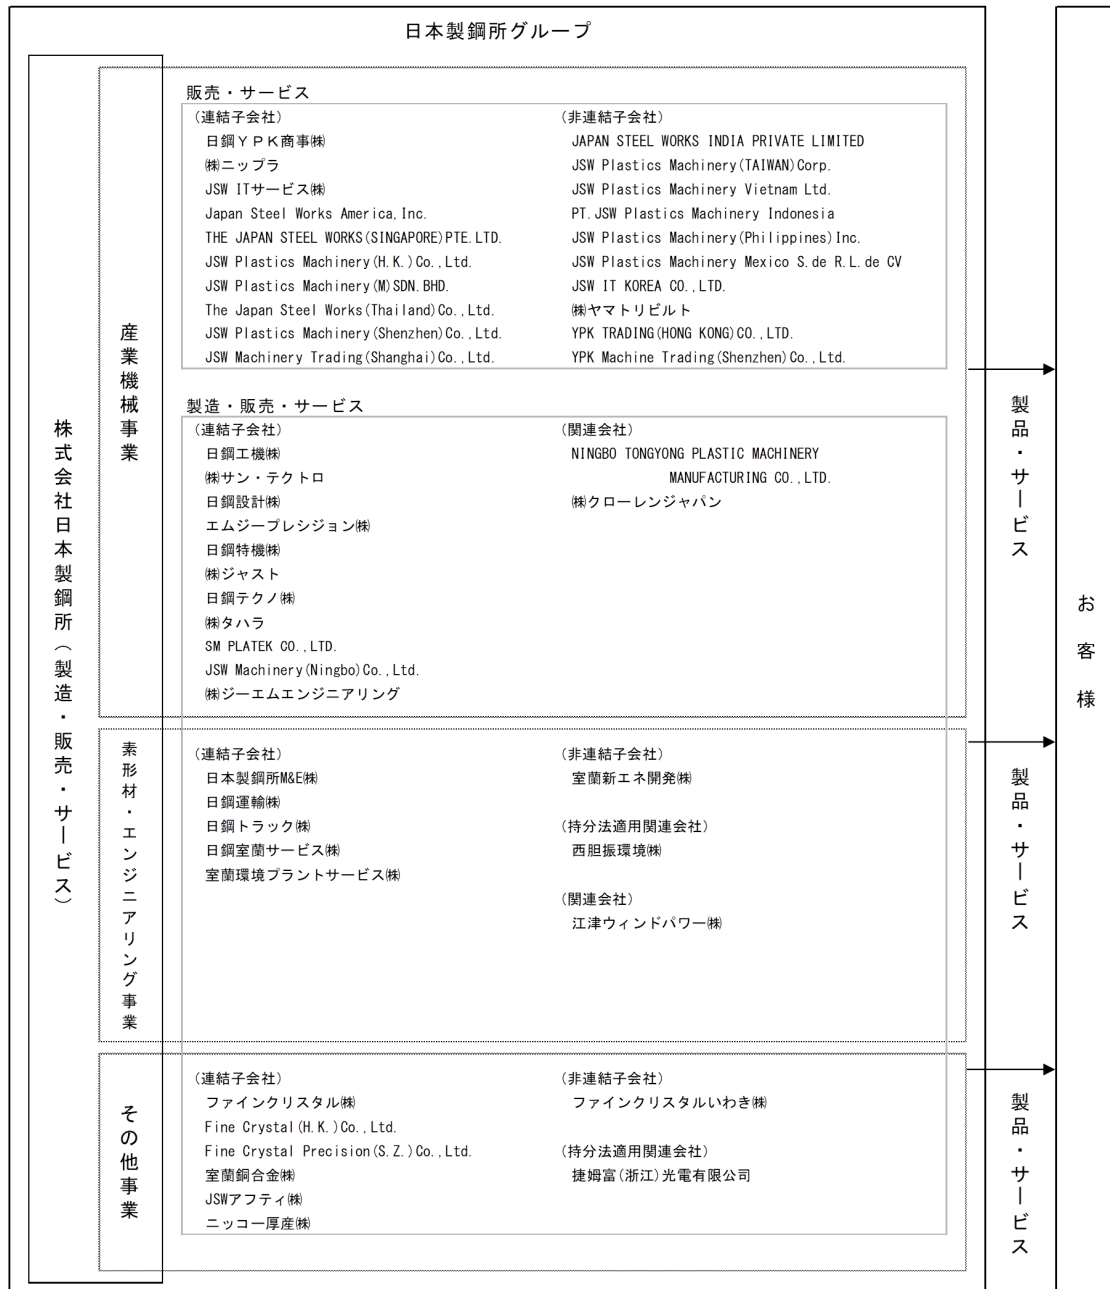 日本製鋼所グループ
株式会社日本製鋼所（製造・販売・サービス）
産業機械事業
販売・サービス
（連結子会社）
日鋼ＹＰＫ商事㈱
㈱ニップラ
JSW ITサービス㈱
Japan Steel Works America,Inc.
THE JAPAN STEEL WORKS(SINGAPORE)PTE.LTD.
JSW Plastics Machinery(H.K.)Co.,Ltd.
JSW Plastics Machinery(M)SDN.BHD.
The Japan Steel Works(Thailand)Co.,Ltd.
JSW Plastics Machinery(Shenzhen)Co.,Ltd.
JSW Machinery Trading(Shanghai)Co.,Ltd.
（非連結子会社）
JAPAN STEEL WORKS INDIA PRIVATE LIMITED
JSW Plastics Machinery(TAIWAN)Corp.
JSW Plastics Machinery Vietnam Ltd.
PT.JSW Plastics Machinery Indonesia
JSW Plastics Machinery(Philippines)Inc.
JSW Plastics Machinery Mexico S.de R.L.de CV
JSW IT KOREA CO.,LTD.
㈱ヤマトリビルト
YPK TRADING(HONG KONG)CO.,LTD.
YPK Machine Trading(Shenzhen)Co.,Ltd.
製造・販売・サービス
（連結子会社）
日鋼工機㈱
㈱サン・テクトロ
日鋼設計㈱
エムジープレシジョン㈱
日鋼特機㈱
㈱ジャスト
日鋼テクノ㈱
㈱タハラ
SM PLATEK CO.,LTD.
JSW Machinery(Ningbo)Co.,Ltd.
㈱ジーエムエンジニアリング
（関連会社）
NINGBO TONGYONG PLASTIC MACHINERY
MANUFACTURING CO.,LTD.
㈱クローレンジャパン
製品・サービス
素形材・エンジニアリング事業
（連結子会社）
日本製鋼所M&E㈱
日鋼運輸㈱
日鋼トラック㈱
日鋼室蘭サービス㈱
室蘭環境プラントサービス㈱
（非連結子会社）
室蘭新エネ開発㈱
（持分法適用関連会社）
西胆振環境㈱
（関連会社）
江津ウィンドパワー㈱
製品・サービス
その他事業
（連結子会社）
ファインクリスタル㈱
Fine Crystal(H.K.)Co.,Ltd.
Fine Crystal Precision(S.Z.)Co.,Ltd.
室蘭銅合金㈱
JSWアフティ㈱
ニッコー厚産㈱
（非連結子会社）
ファインクリスタルいわき㈱
（持分法適用関連会社）
捷姆富(浙江)光電有限公司
製品・サービス
お客様